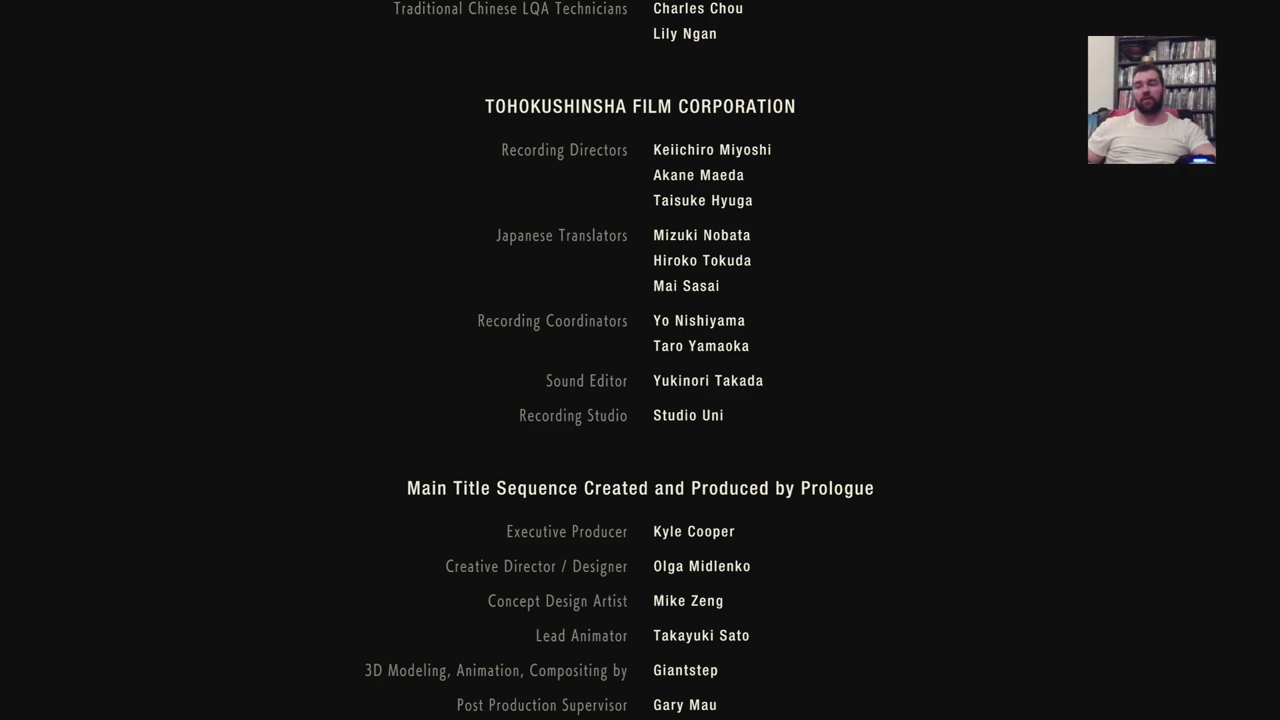 Traditional Chinese LQA Technicians Charles Chou
Lily Ngan
TOHOKUSHINSHA FILM CORPORATION
Recording Directors Keiichiro Miyoshi
Akane Maeda
Taisuke Hyuga
Japanese Translators Mizuki Nobata
Hiroko Tokuda
Mai Sasai
Recording Coordinators Yo Nishiyama
Taro Yamaoka
Sound Editor Yukinori Takada
Recording Studio Studio Uni
Main Title Sequence Created and Produced by Prologue
Executive Producer Kyle Cooper
Creative Director / Designer Olga Midlenko
Concept Design Artist Mike Zeng
Lead Animator Takayuki Sato
3D Modeling, Animation, Compositing by Giantstep
Post Production Supervisor Gary Mau